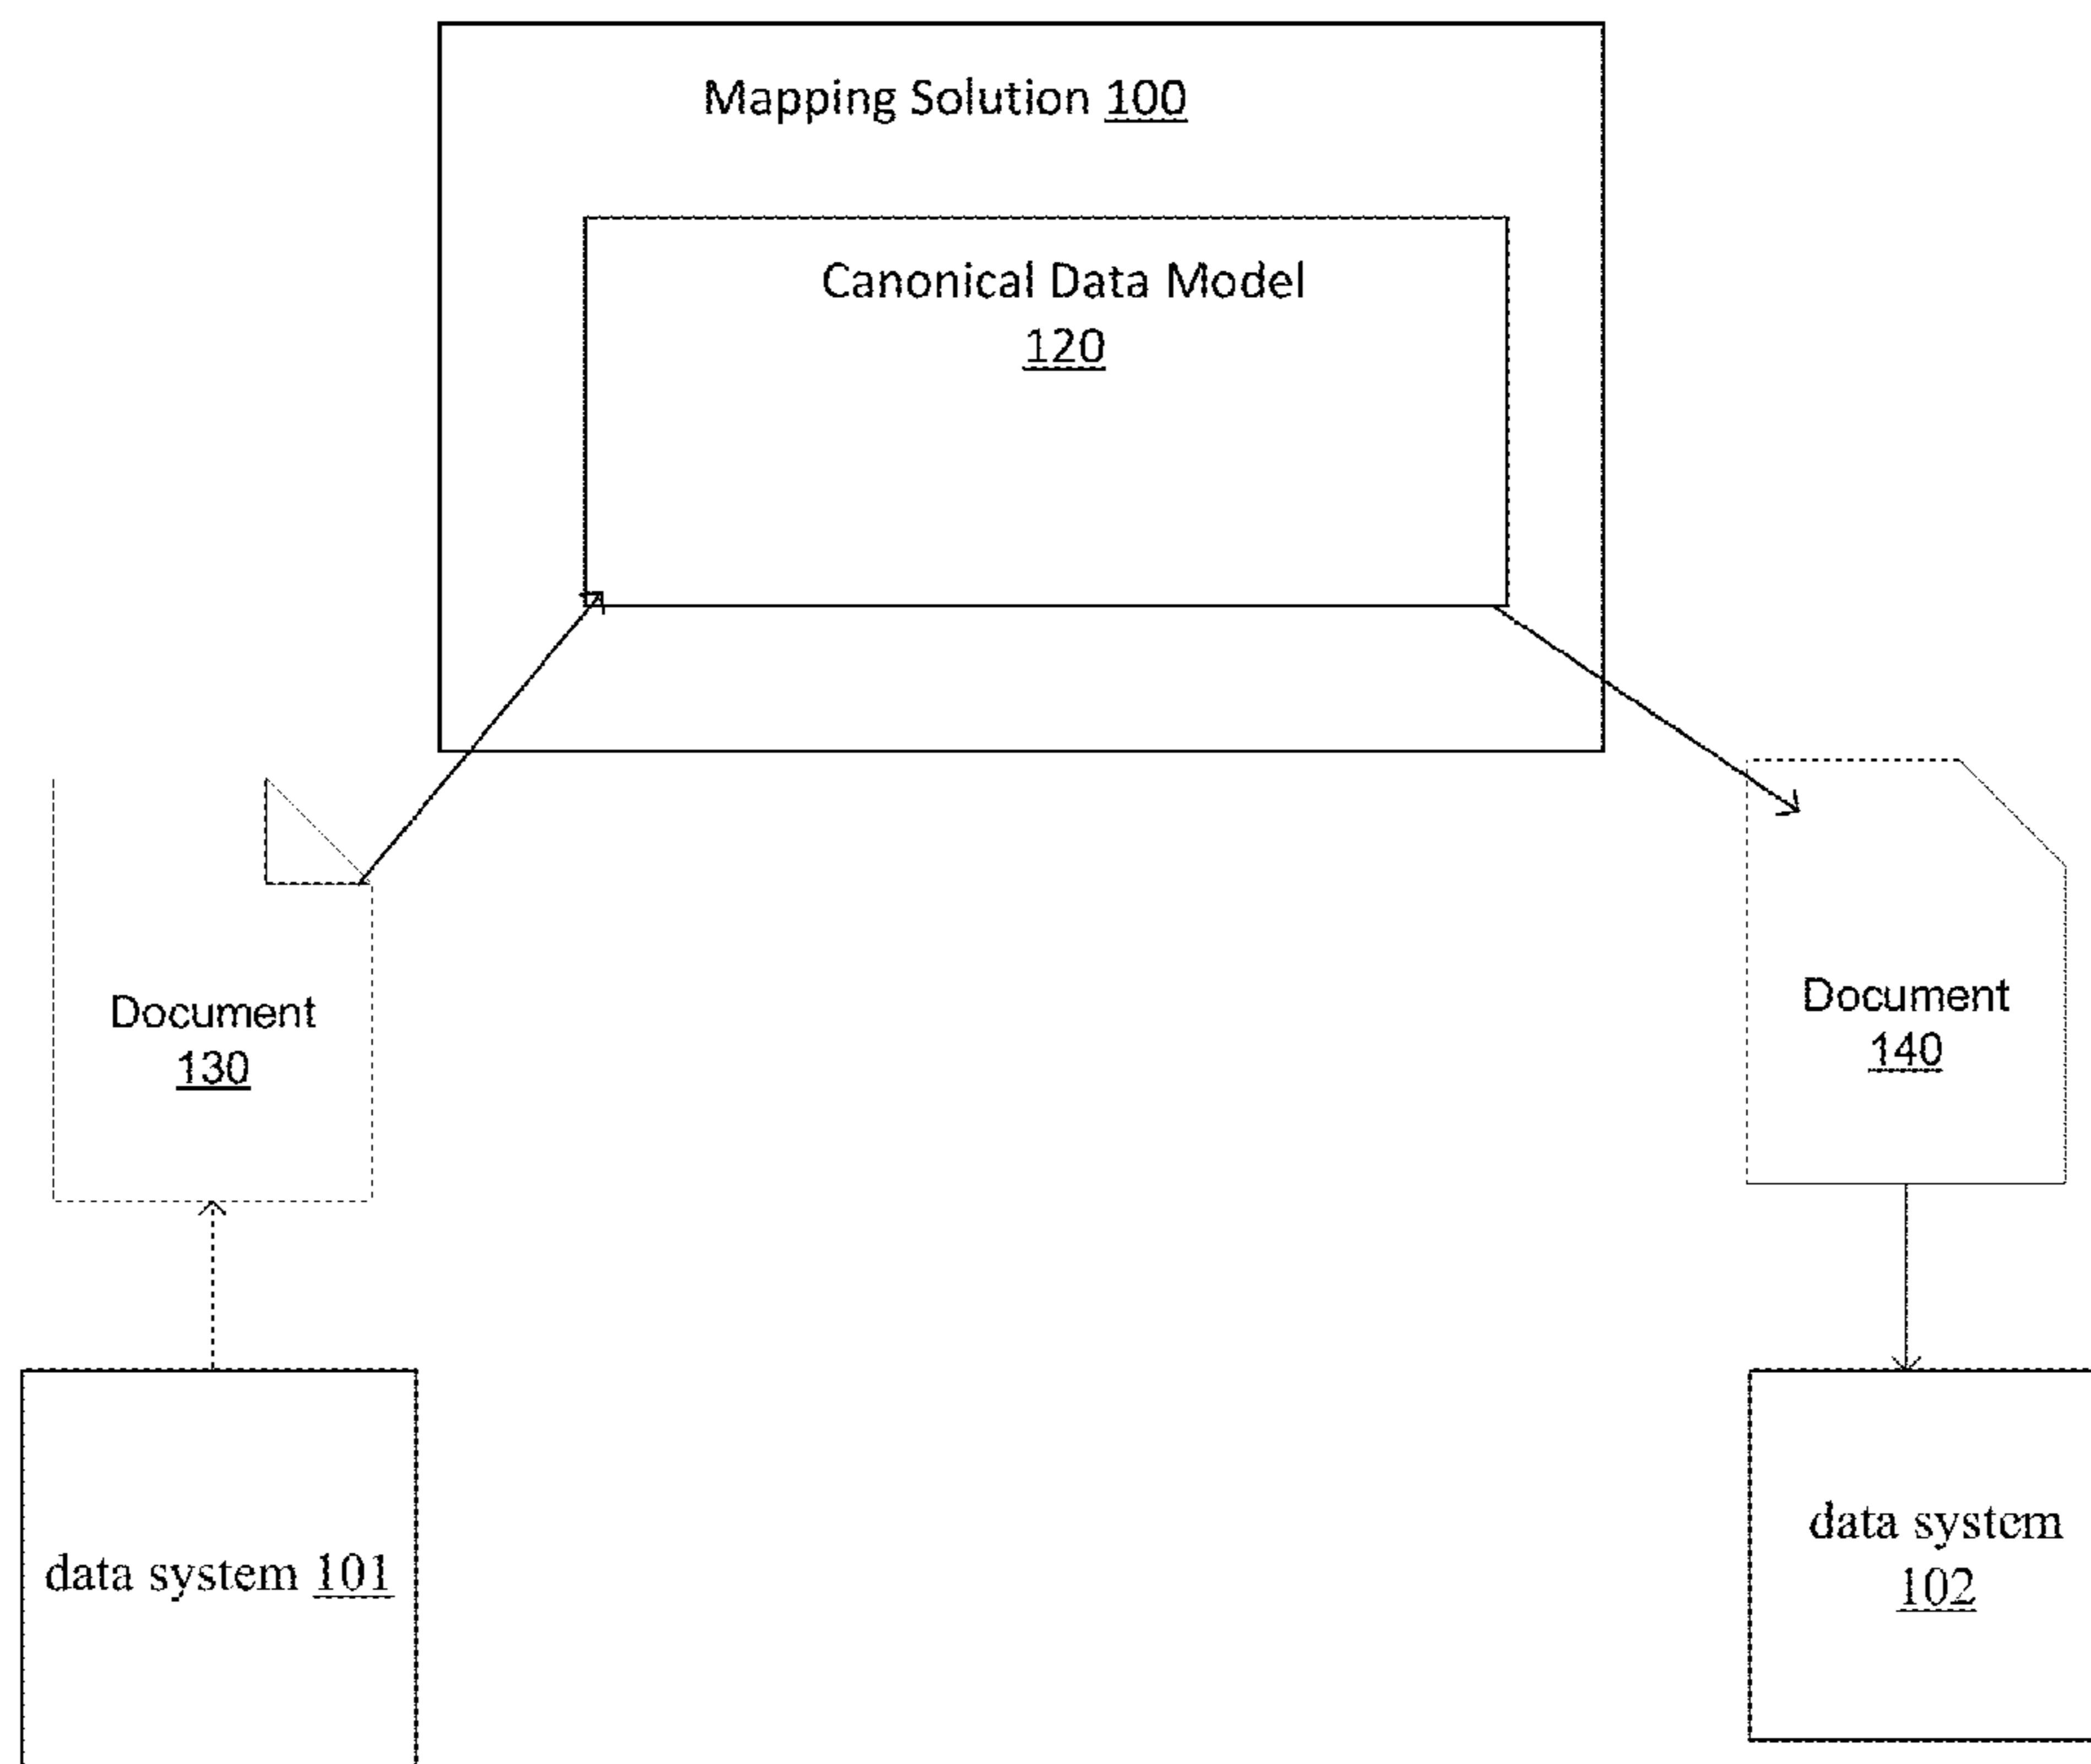 Mapping Solution 100
Canonical Data Model
120
Document
130
Document
140
data system 101
data system
102